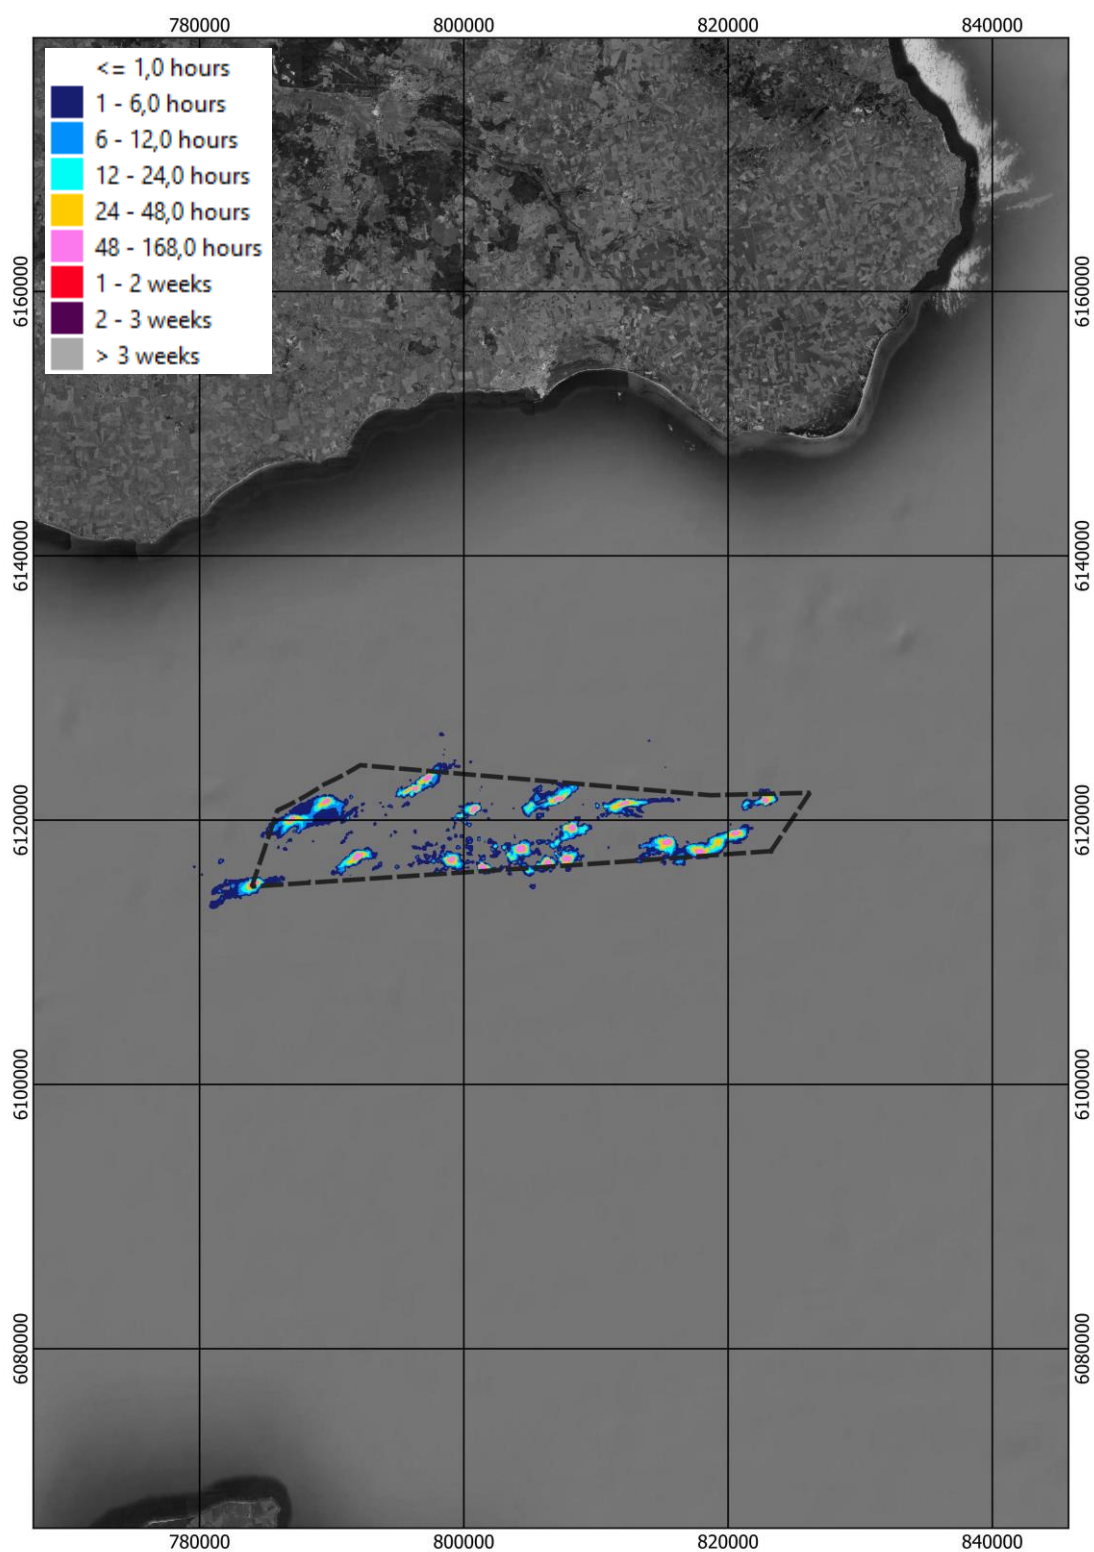 780000 800000 820000 840000
<= 1,0 hours
1 - 6,0 hours
6 - 12,0 hours
12 - 24,0 hours
24 - 48,0 hours
48 - 168,0 hours
1 - 2 weeks
2 - 3 weeks
> 3 weeks
6160000 6160000
6140000 6140000
6120000 6120000
6100000 6100000
6080000 6080000
780000 800000 820000 840000